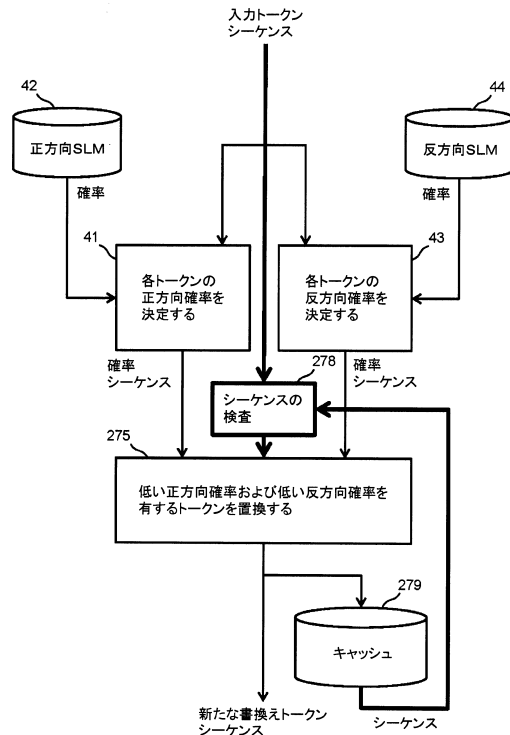 入力トークン
シーケンス
42
正方向SLM
44
反方向SLM
確率
確率
41
各トークンの
正方向確率を
決定する
43
各トークンの
反方向確率を
決定する
確率
シーケンス
278
確率
シーケンス
シーケンスの
検査
275
低い正方向確率および低い反方向確率を
有するトークンを置換する
279
キャッシュ
新たな書換えトークン
シーケンス
シーケンス